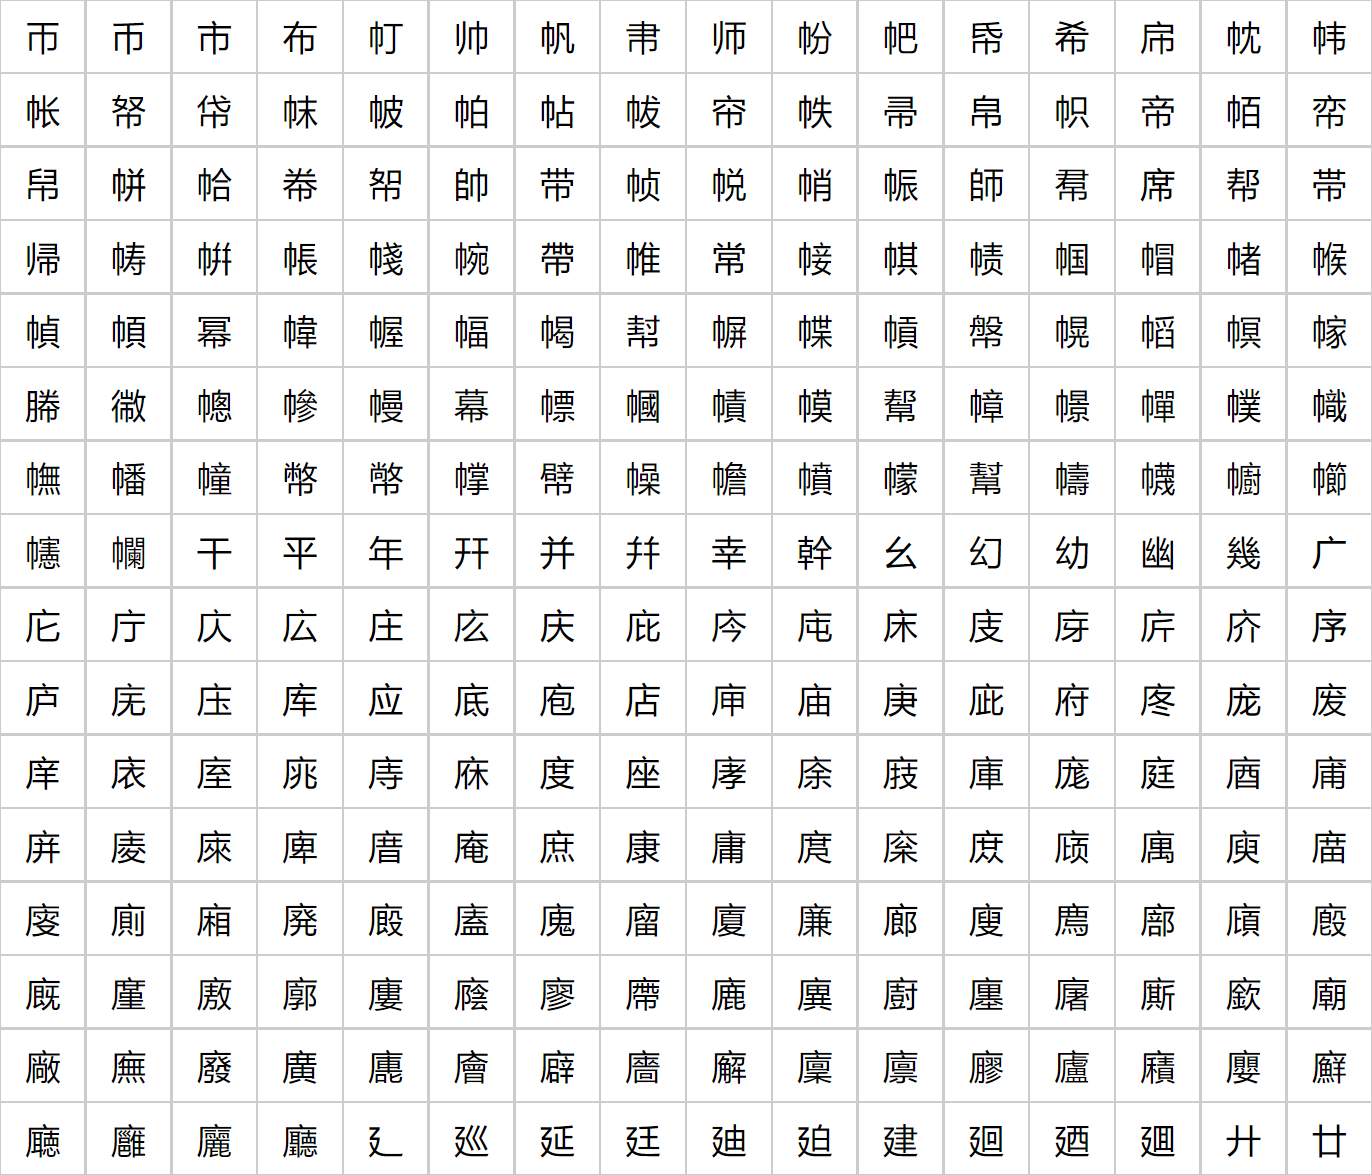 帀 币 市 布 帄 帅 帆 帇 师 帉 帊 帋 希 帍 帎 帏
帐 帑 帒 帓 帔 帕 帖 帗 帘 帙 帚 帛 帜 帝 帞 帟
帠 帡 帢 帣 帤 帥 带 帧 帨 帩 帪 師 帬 席 帮 帯
帰 帱 帲 帳 帴 帵 帶 帷 常 帹 帺 帻 帼 帽 帾 帿
幀 幁 幂 幃 幄 幅 幆 幇 幈 幉 幊 幋 幌 幍 幎 幏
幐 幑 幒 幓 幔 幕 幖 幗 幘 幙 幚 幛 幜 幝 幞 幟
幠 幡 幢 幣 幤 幥 幦 幧 幨 幩 幪 幫 幬 幭 幮 幯
幰 幱 干 平 年 幵 并 幷 幸 幹 幺 幻 幼 幽 幾 广
庀 庁 庂 広 庄 庅 庆 庇 庈 庉 床 庋 庌 庍 庎 序
庐 庑 庒 库 应 底 庖 店 庘 庙 庚 庛 府 庝 庞 废
庠 庡 庢 庣 庤 庥 度 座 庨 庩 庪 庫 庬 庭 庮 庯
庰 庱 庲 庳 庴 庵 庶 康 庸 庹 庺 庻 庼 庽 庾 庿
廀 廁 廂 廃 廄 廅 廆 廇 廈 廉 廊 廋 廌 廍 廎 廏
廐 廑 廒 廓 廔 廕 廖 廗 廘 廙 廚 廛 廜 廝 廞 廟
廠 廡 廢 廣 廤 廥 廦 廧 廨 廩 廪 廫 廬 廭 廮 廯
廰 廱 廲 廳 廴 廵 延 廷 廸 廹 建 廻 廼 廽 廾 廿